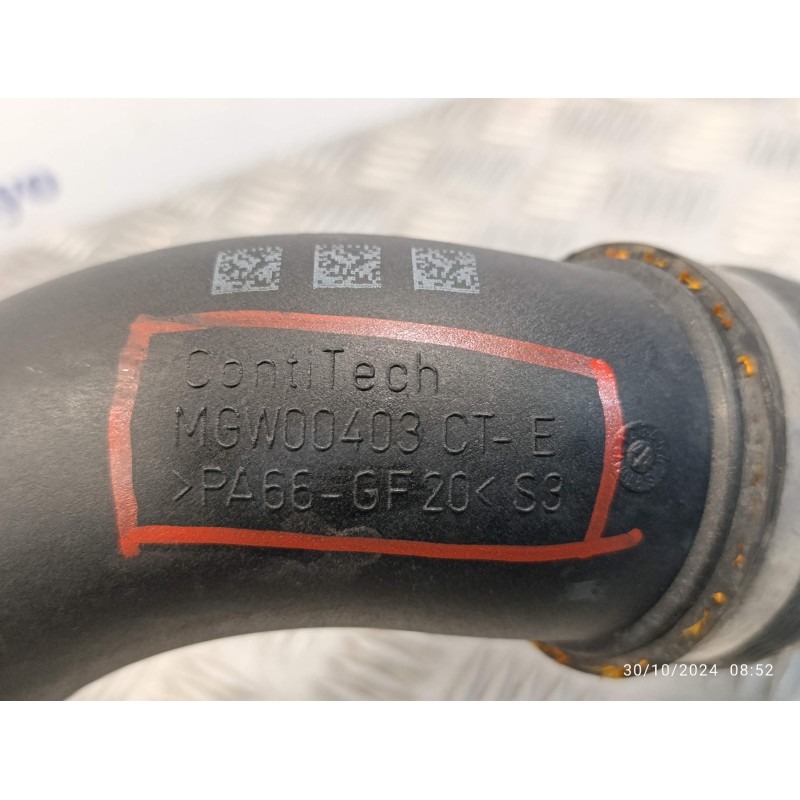 ContiTech
MGW00403 CT-E
>PA66-GF20< S3
30/10/2024 08:52